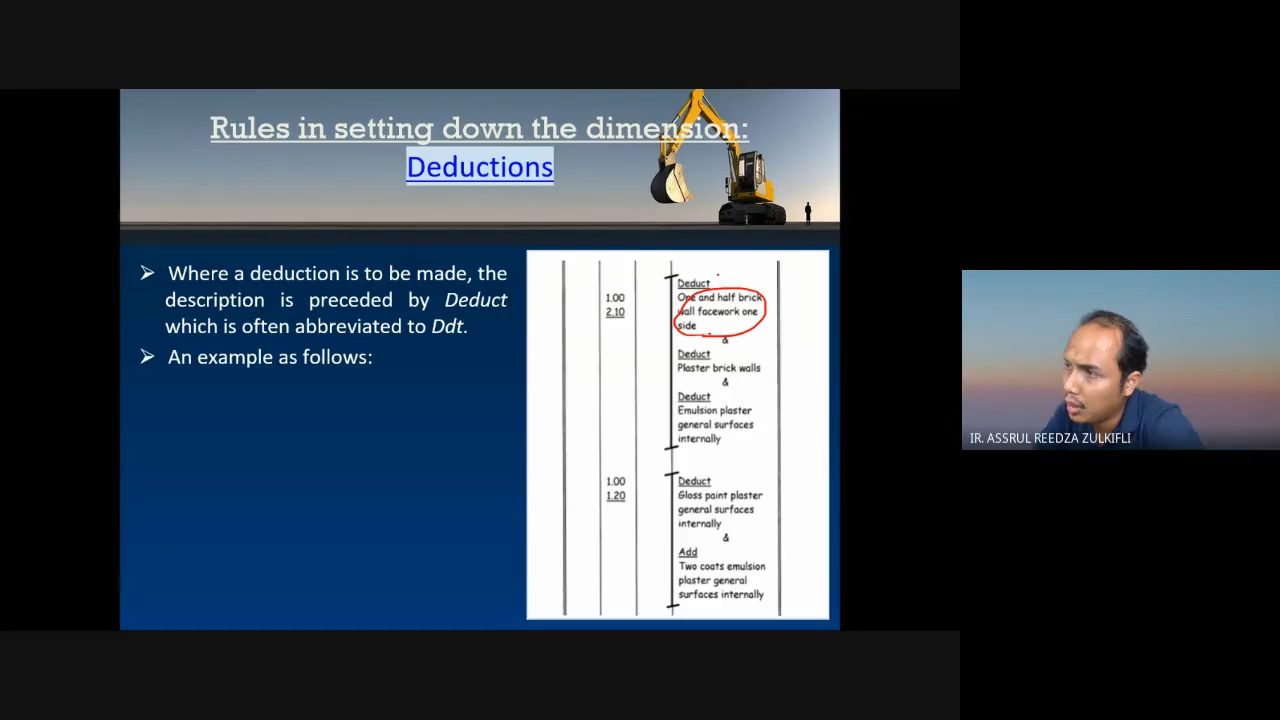 Rules in setting down the dimension:
Deductions
Where a deduction is to be made, the
description is preceded by Deduct
which is often abbreviated to Ddt.
An example as follows:
1.00
2.10
Deduct
One and half brick
wall facework one
side
&
Deduct
Plaster brick walls
&
Deduct
Emulsion plaster
general surfaces
internally
1.00
1.20
Deduct
Gloss paint plaster
general surfaces
internally
&
Add
Two coats emulsion
plaster general
surfaces internally
IR. ASSRUL REEDZA ZULKIFLI